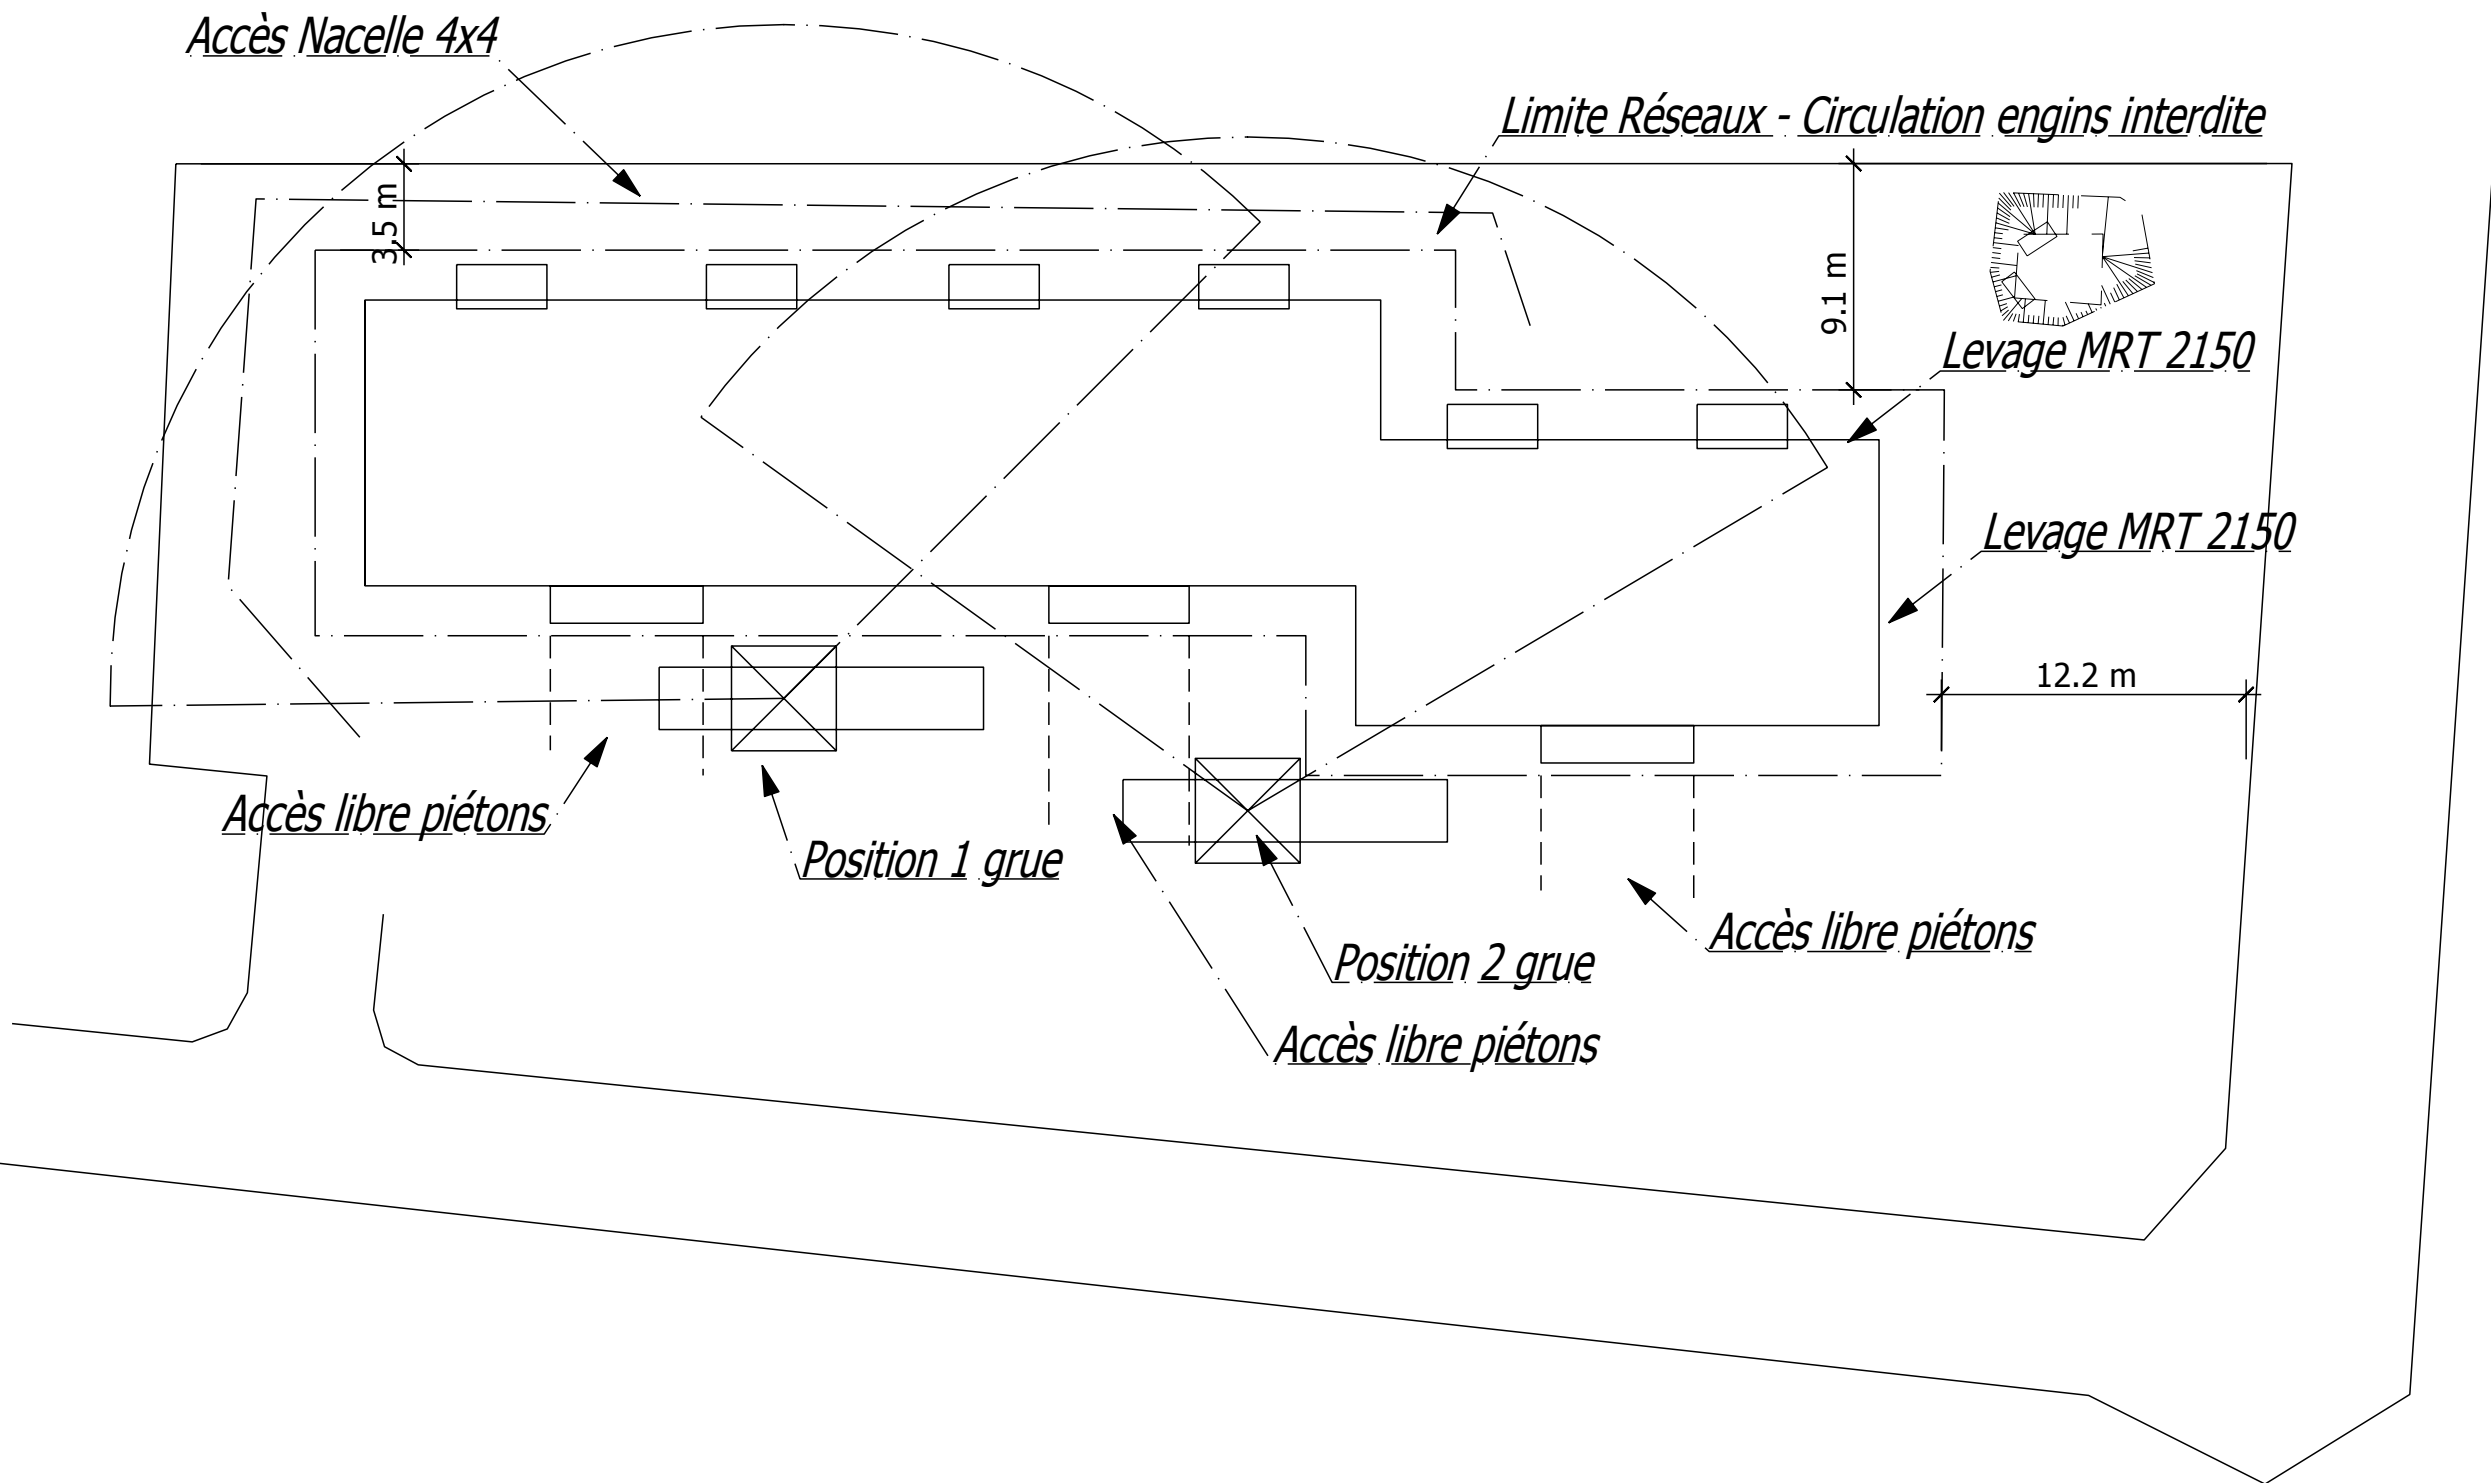 Accès Nacelle 4x4
Limite Réseaux - Circulation engins interdite
3,5 m
9.1 m
Levage MRT 2150
Levage MRT 2150
12.2 m
Accès libre piétons
Position 1 grue
Accès libre piétons
Position 2 grue
Accès libre piétons